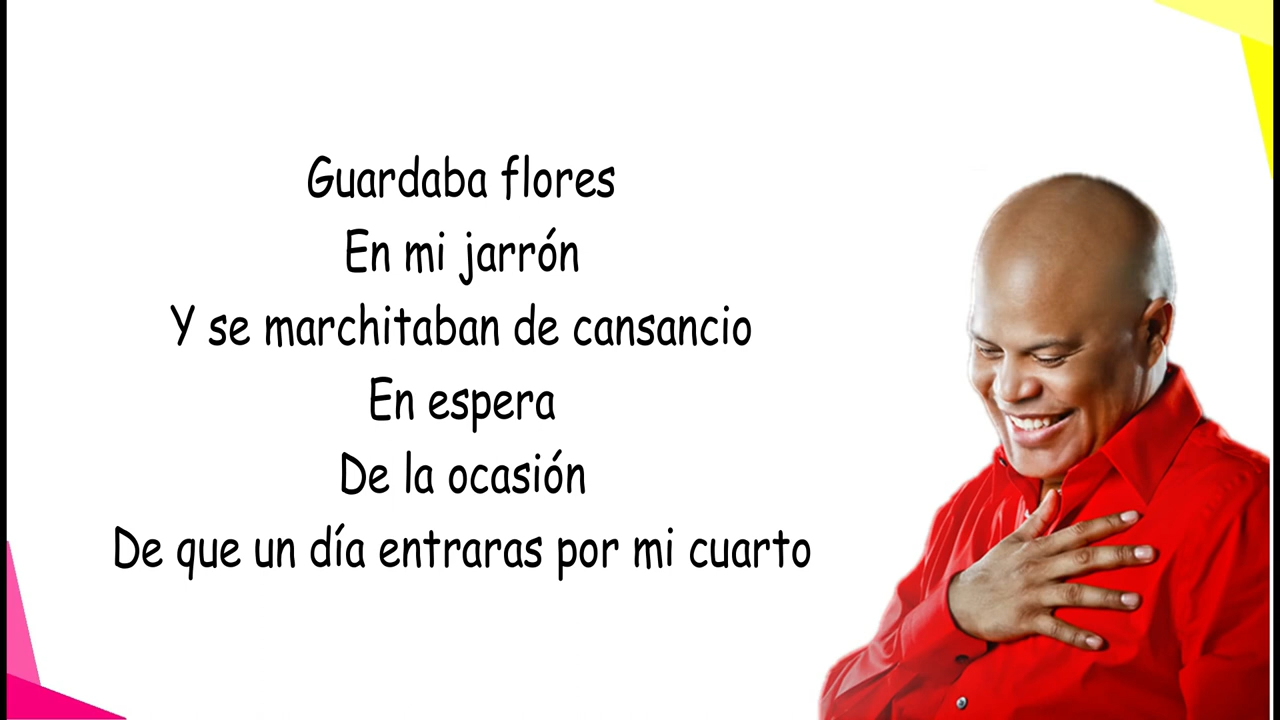 Guardaba flores
En mi jarrón
Y se marchitaban de cansancio
En espera
De la ocasión
De que un día entraras por mi cuarto